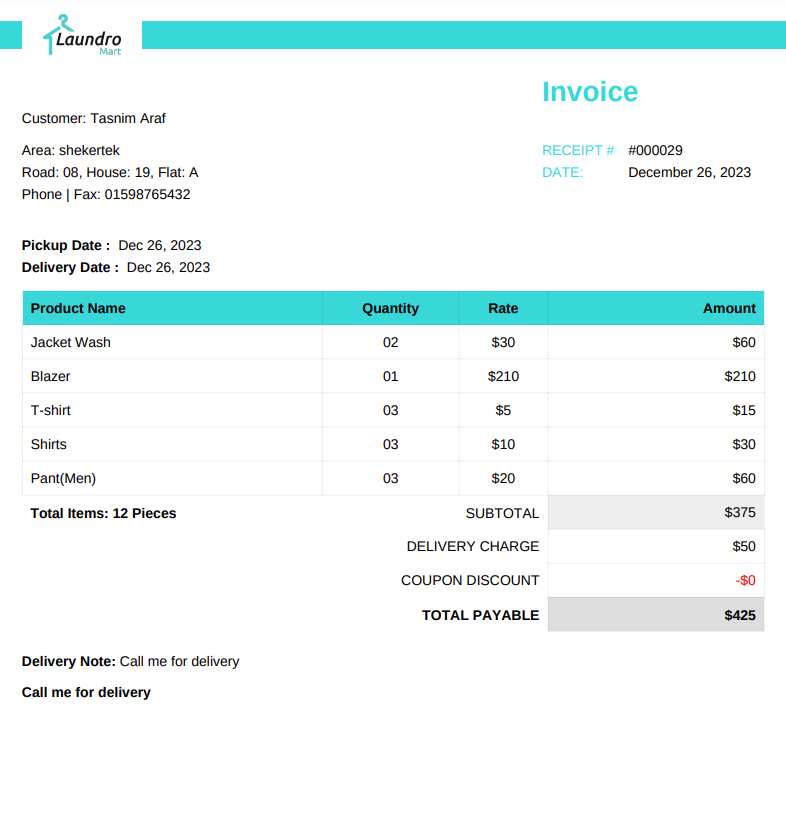 Laundro
Mart
Invoice
Customer: Tasnim Araf
Area: shekertek
RECEIPT # #000029
Road: 08, House: 19, Flat: A
DATE: December 26, 2023
Phone | Fax: 01598765432
Pickup Date : Dec 26, 2023
Delivery Date : Dec 26, 2023
Product Name Quantity Rate Amount
Jacket Wash 02 $30 $60
Blazer 01 $210 $210
T-shirt 03 $5 $15
Shirts 03 $10 $30
Pant(Men) 03 $20 $60
Total Items: 12 Pieces SUBTOTAL $375
DELIVERY CHARGE $50
COUPON DISCOUNT -$0
TOTAL PAYABLE $425
Delivery Note: Call me for delivery
Call me for delivery